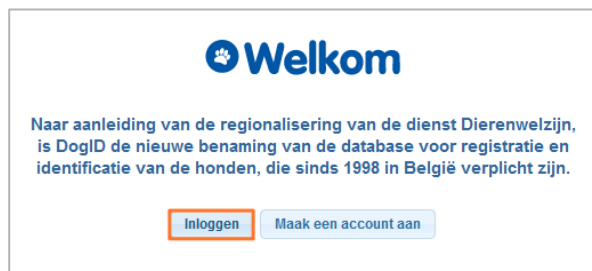 Welkom
Naar aanleiding van de regionalisering van de dienst Dierenwelzijn,
is DogID de nieuwe benaming van de database voor registratie en
identificatie van de honden, die sinds 1998 in België verplicht zijn.
Inloggen Maak een account aan